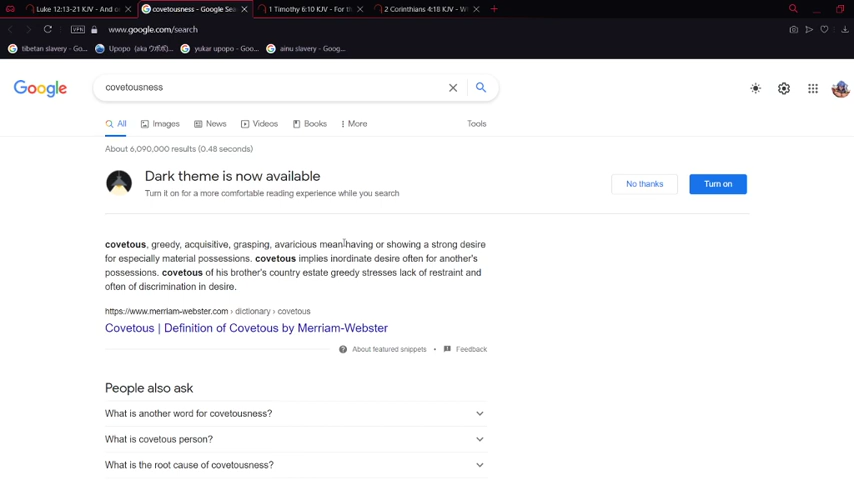 Luke 12:13-21 KJV - And o
covetousness - Google Sea
1 Timothy 6:10 KJV - For th
2 Corinthians 4:18 KJV - W
VPN
www.google.com/search
tibetan slavery - Go...
Upopo (aka ウポポ)...
yukar upopo - Goo...
ainu slavery - Goog...
Google
covetousness
All
Images
News
Videos
Books
More
Tools
About 6,090,000 results (0.48 seconds)
Dark theme is now available
Turn it on for a more comfortable reading experience while you search
No thanks
Turn on
covetous, greedy, acquisitive, grasping, avaricious mean having or showing a strong desire
for especially material possessions. covetous implies inordinate desire often for another's
possessions. covetous of his brother's country estate greedy stresses lack of restraint and
often of discrimination in desire.
https://www.merriam-webster.com › dictionary › covetous
Covetous | Definition of Covetous by Merriam-Webster
About featured snippets • Feedback
People also ask
What is another word for covetousness?
What is covetous person?
What is the root cause of covetousness?